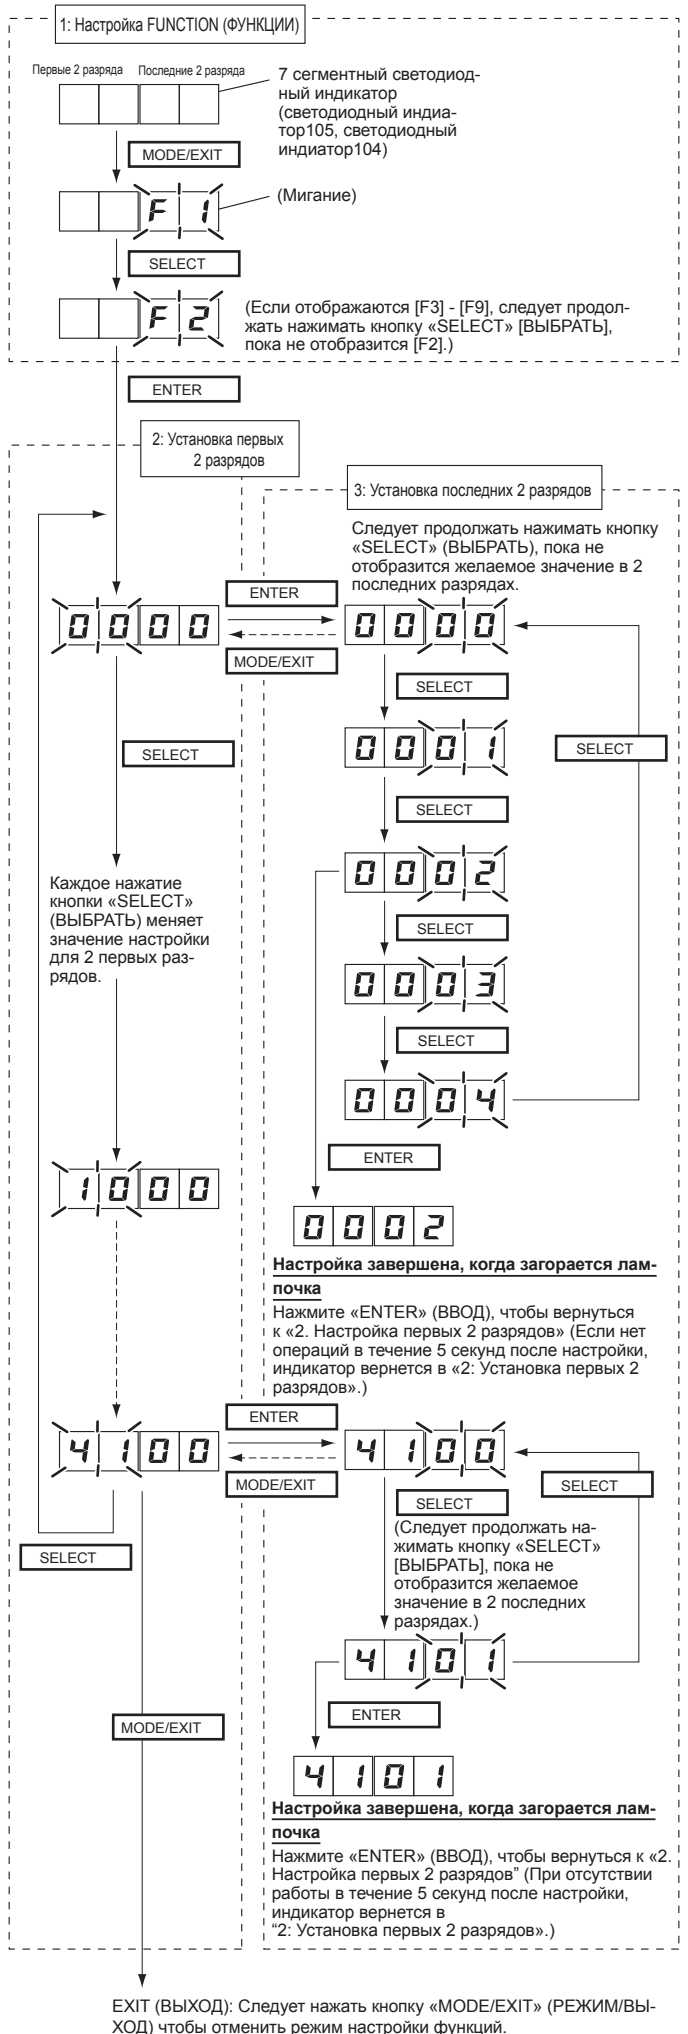 1: Настройка FUNCTION (ФУНКЦИИ)
Первые 2 разряда Последние 2 разряда
7 сегментный светодиод-
ный индикатор
(светодиодный индиа-
тор105, светодиодный
индиатор104)
MODE/EXIT
F 1
(Мигание)
SELECT
F 2
(Если отображаются [F3] - [F9], следует продол-
жать нажимать кнопку «SELECT» [ВЫБРАТЬ],
пока не отобразится [F2].)
ENTER
2: Установка первых
2 разрядов
3: Установка последних 2 разрядов
Следует продолжать нажимать кнопку
«SELECT» (ВЫБРАТЬ), пока не
отобразится желаемое значение в 2
последних разрядах.
ENTER
0 0 0 0
0 0 0 0
MODE/EXIT
SELECT
0 0 0 1
SELECT
SELECT
SELECT
0 0 0 2
Каждое нажатие
кнопки «SELECT»
(ВЫБРАТЬ) меняет
значение настройки
для 2 первых раз-
рядов.
SELECT
0 0 0 3
SELECT
0 0 0 4
ENTER
1 0 0 0
0 0 0 2
Настройка завершена, когда загорается лам-
почка
Нажмите «ENTER» (ВВОД), чтобы вернуться
к «2. Настройка первых 2 разрядов» (Если нет
операций в течение 5 секунд после настройки,
индикатор вернется в «2: Установка первых 2
разрядов».)
ENTER
4 1 0 0
4 1 0 0
MODE/EXIT
SELECT
SELECT
(Следует продолжать на-
жимать кнопку «SELECT»
[ВЫБРАТЬ], пока не
отобразится желаемое
значение в 2 последних
разрядах.)
SELECT
4 1 0 1
ENTER
MODE/EXIT
4 1 0 1
Настройка завершена, когда загорается лам-
почка
Нажмите «ENTER» (ВВОД), чтобы вернуться к «2.
Настройка первых 2 разрядов” (При отсутствии
работы в течение 5 секунд после настройки,
индикатор вернется в
“2: Установка первых 2 разрядов».)
EXIT (ВЫХОД): Следует нажать кнопку «MODE/EXIT» (РЕЖИМ/ВЫ-
ХОД) чтобы отменить режим настройки функций.